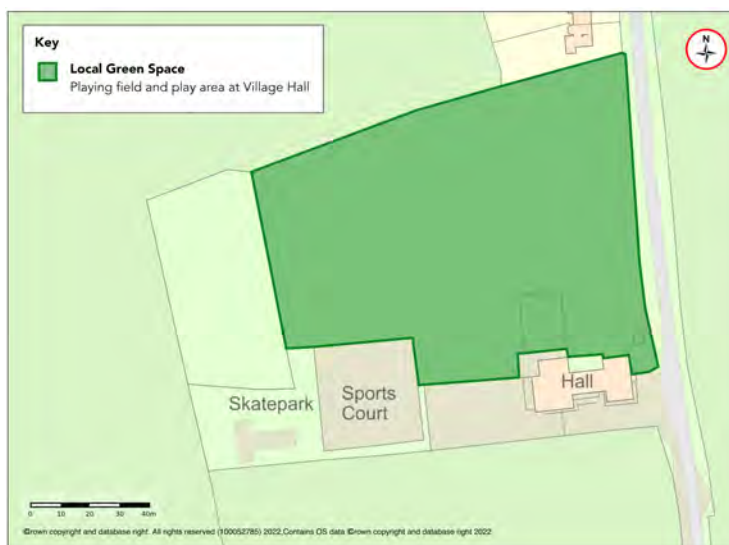 Key
Local Green Space
Playing field and play area at Village Hall
N
Hall
Sports
Court
Skatepark
0 10 20 30 40m
©rown copyright and database right. All rights reserved (100052785) 2022,Contains OS data ©rown copyright and database right 2022